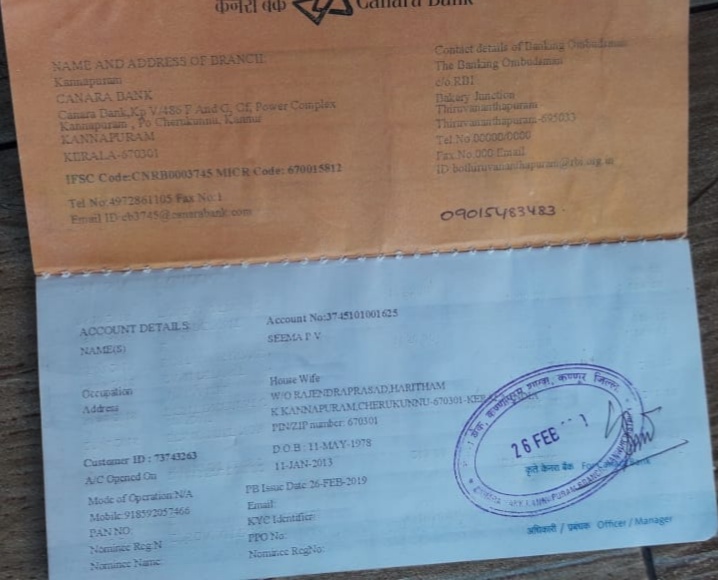 केनरा बैंक Canara Bank
NAME AND ADDRESS OF BRANCH:
Kannapuram
CANARA BANK
Canara Bank,Kp V/486 F And G, Gf, Power Complex
Kannapuram , Po Cherukunnu, Kannur
KANNAPURAM
KERALA-670301
IFSC Code:CNRB0003745 MICR Code: 670015812
Tel No:4972861105 Fax No:1
Email ID:cb3745@canarabank.com
Contact details of Banking Ombudsman
The Banking Ombudsman
c/o RBI
Bakery Junction
Thiruvananthapuram
Thiruvananthapuram-695033
Tel No:00000/0000
Fax No:000 Email
ID:bothiruvananthapuram@rbi.org.in
09015483483
ACCOUNT DETAILS: Account No:3745101001625
NAME(S) SEEMA P V
Occupation House Wife
Address W/O RAJENDRAPRASAD,HARITHAM
K KANNAPURAM,CHERUKUNNU-670301-KER
PIN/ZIP number: 670301
Customer ID : 73743263 D.O.B : 11-MAY-1978
A/C Opened On 11-JAN-2013
Mode of Operation N/A PB Issue Date:26-FEB-2019
Mobile:918592057466 Email:
PAN NO: KYC Identifier:
Nominee Reg:N PPO No:
Nominee Name: Nominee RegNo:
26 FEB
कृते केनरा बैंक For Canara Bank
अधिकारी / प्रबंधक Officer / Manager